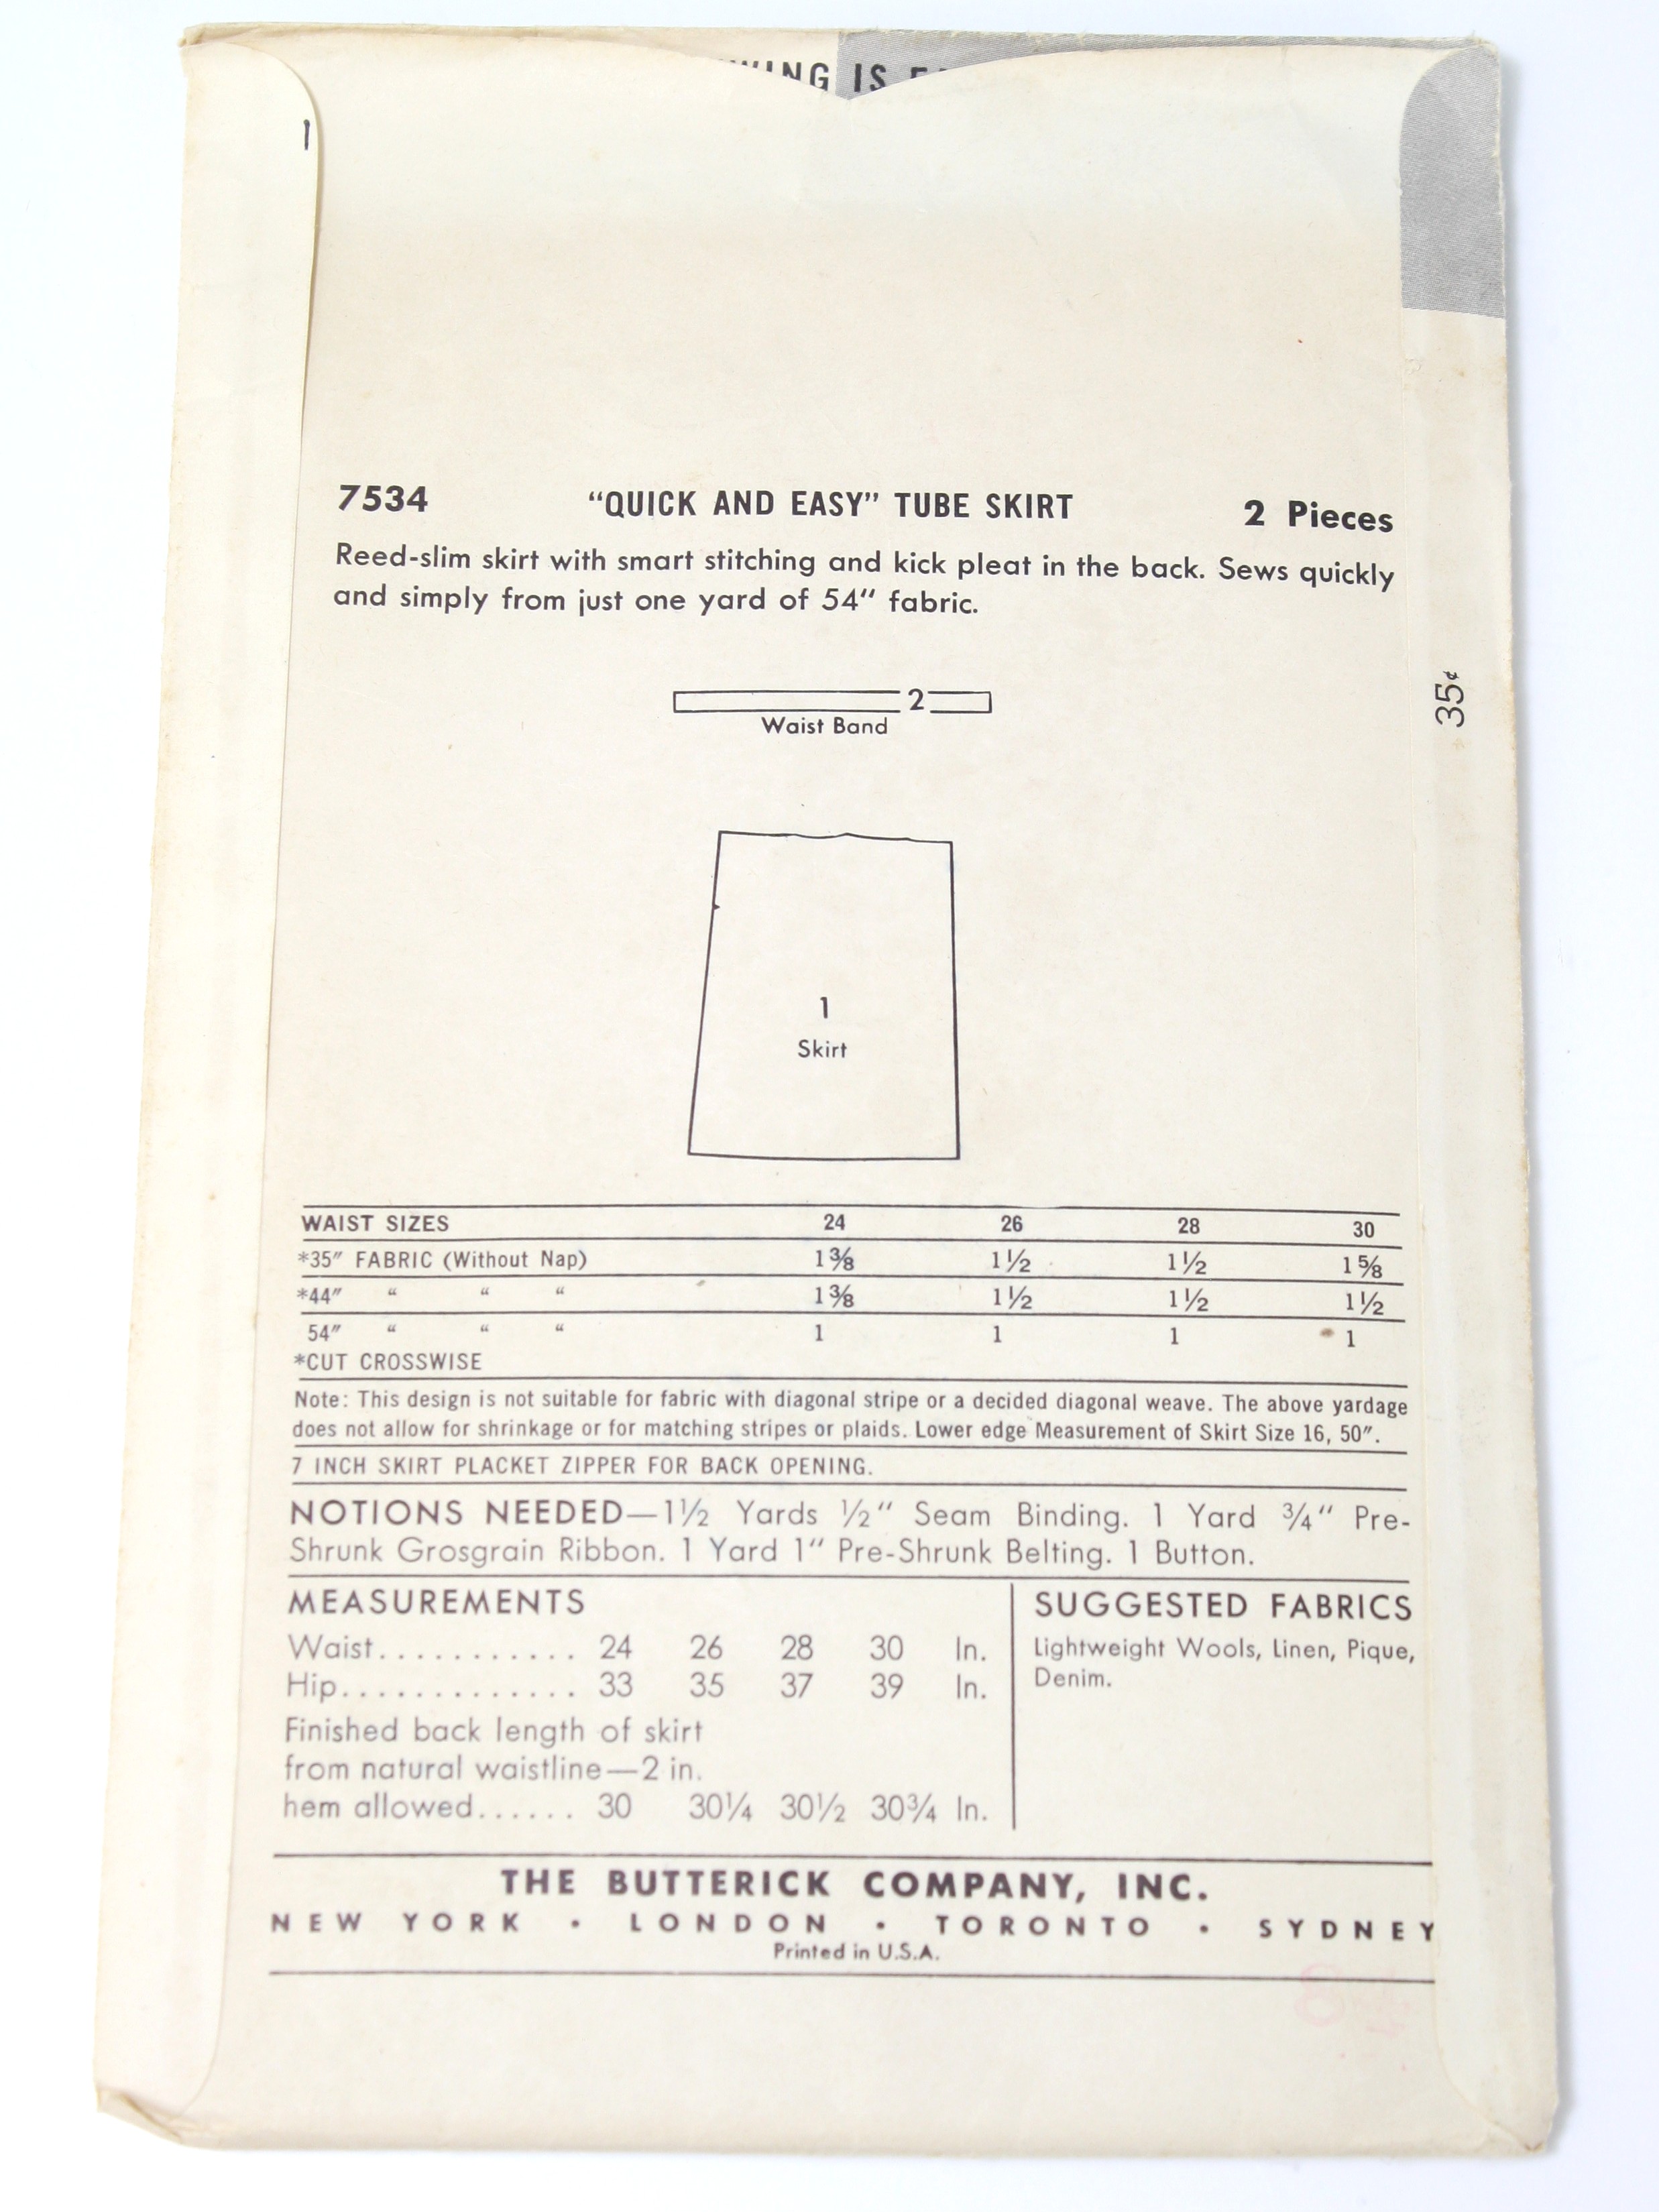 IS
1
7534 “QUICK AND EASY” TUBE SKIRT 2 Pieces
Reed-slim skirt with smart stitching and kick pleat in the back. Sews quickly
and simply from just one yard of 54″ fabric.
35¢
2
Waist Band
1
Skirt
WAIST SIZES 24 26 28 30
*35″ FABRIC (Without Nap) 1⅜ 1½ 1½ 1⅝
*44″ “ “ “ 1⅜ 1½ 1½ 1½
54″ “ “ “ 1 1 1 1
*CUT CROSSWISE
Note: This design is not suitable for fabric with diagonal stripe or a decided diagonal weave. The above yardage
does not allow for shrinkage or for matching stripes or plaids. Lower edge Measurement of Skirt Size 16, 50″.
7 INCH SKIRT PLACKET ZIPPER FOR BACK OPENING.
NOTIONS NEEDED—1½ Yards ½″ Seam Binding. 1 Yard ¾″ Pre-
Shrunk Grosgrain Ribbon. 1 Yard 1″ Pre-Shrunk Belting. 1 Button.
MEASUREMENTS
Waist........... 24 26 28 30 In.
Hip............. 33 35 37 39 In.
Finished back length of skirt
from natural waistline—2 in.
hem allowed...... 30 30¼ 30½ 30¾ In.
SUGGESTED FABRICS
Lightweight Wools, Linen, Pique,
Denim.
THE BUTTERICK COMPANY, INC.
NEW YORK • LONDON • TORONTO • SYDNEY
Printed in U.S.A.